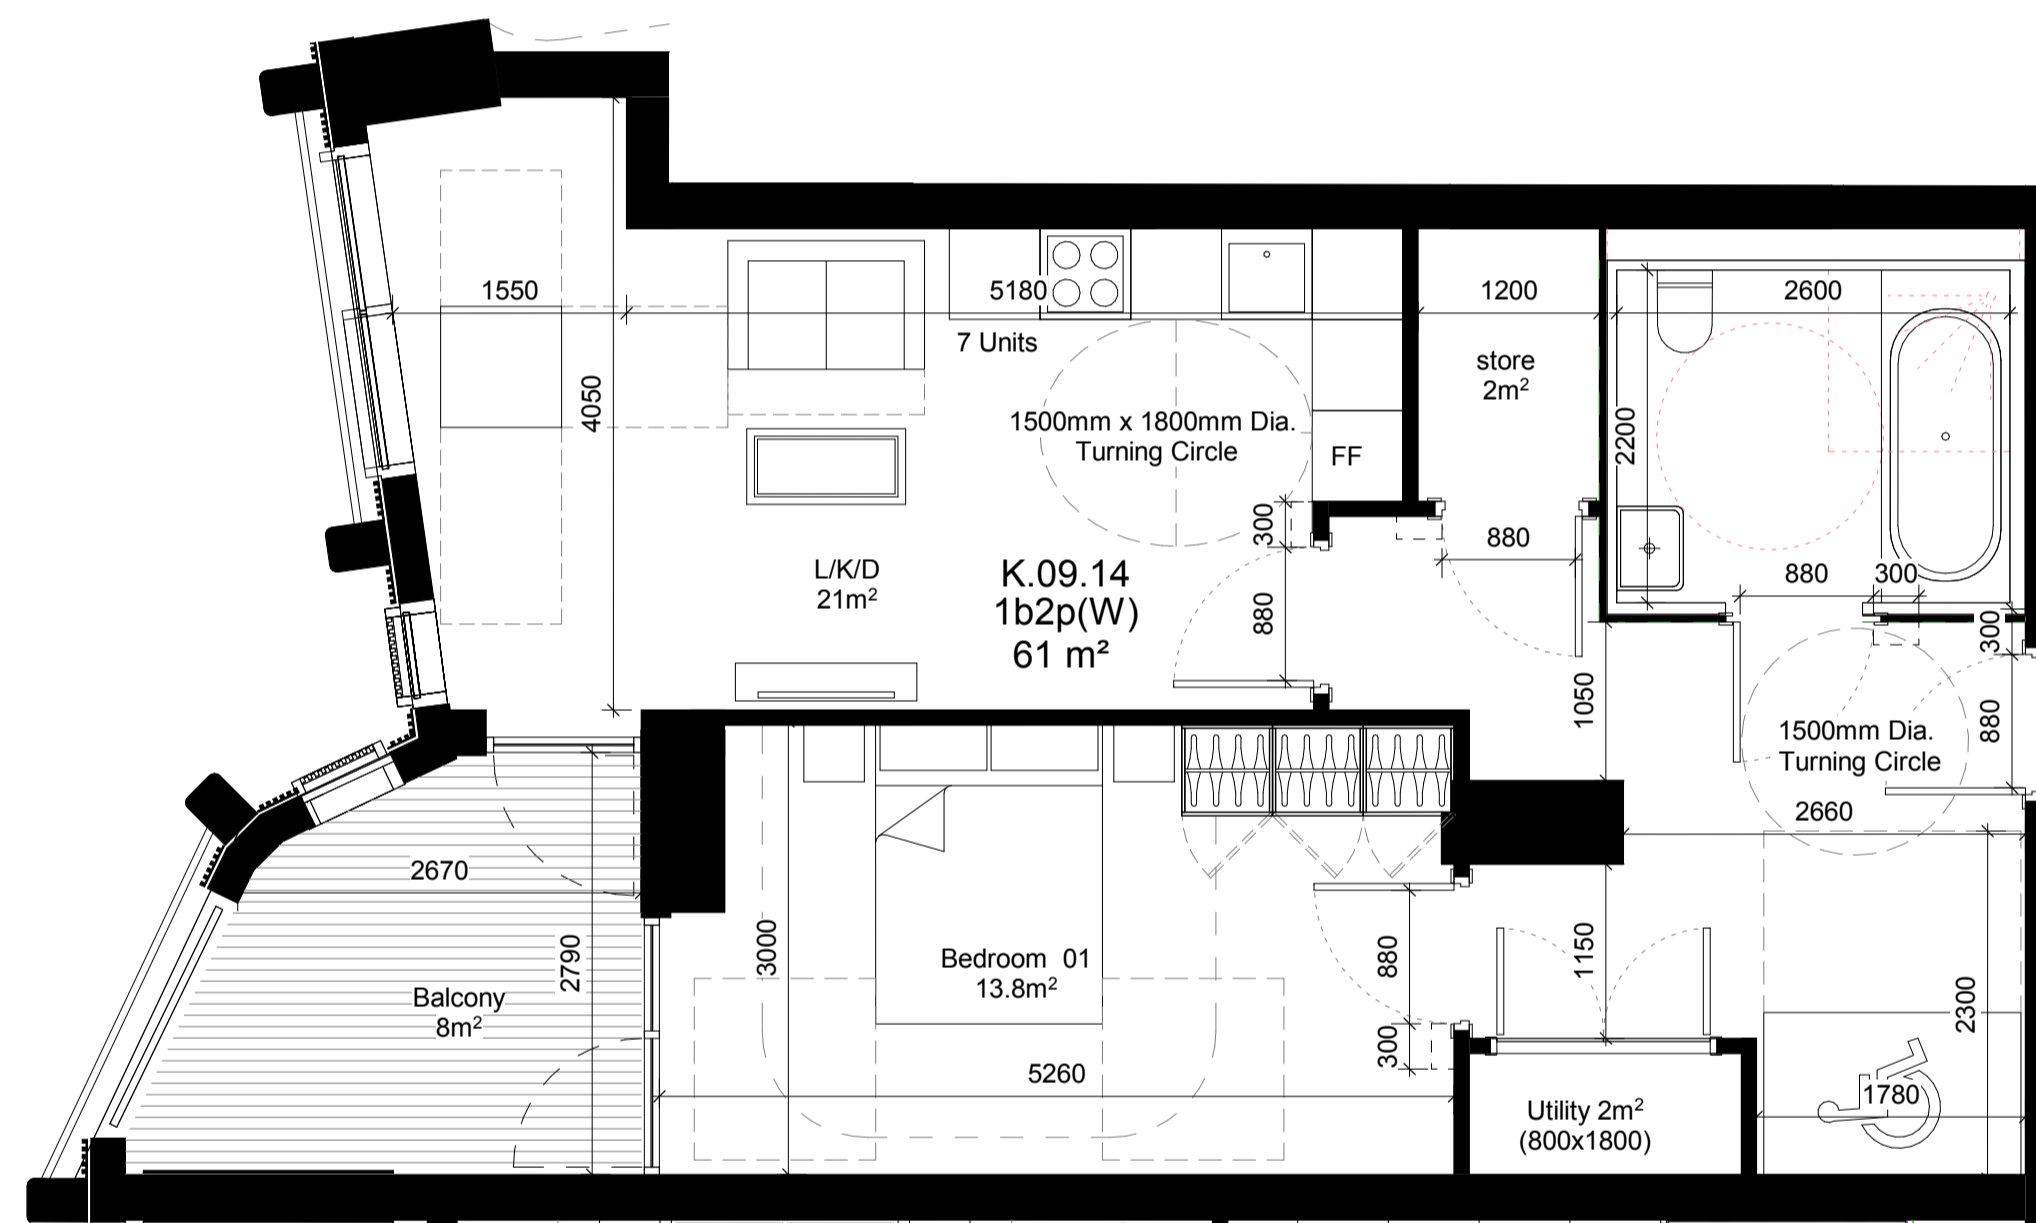 1550
5180
1200
2600
7 Units
store
2m²
4050
2200
1500mm x 1800mm Dia.
Turning Circle
FF
300
880
880
300
L/K/D
21m²
K.09.14
1b2p(W)
61 m²
880
300
1050
880
1500mm Dia.
Turning Circle
2660
2670
2790
3000
Bedroom 01
13.8m²
880
1150
2300
Balcony
8m²
300
5260
1780
Utility 2m²
(800x1800)